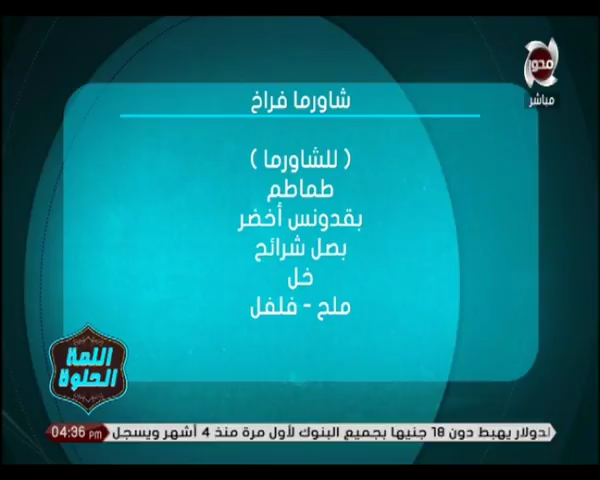 محور
مباشر
شاورما فراخ
( للشاورما )
طماطم
بقدونس أخضر
بصل شرائح
خل
ملح - فلفل
اللمة
الحلوة
لدولار يهبط دون 18 جنيها بجميع البنوك لأول مرة منذ 4 أشهر ويسجل
04:36 PM